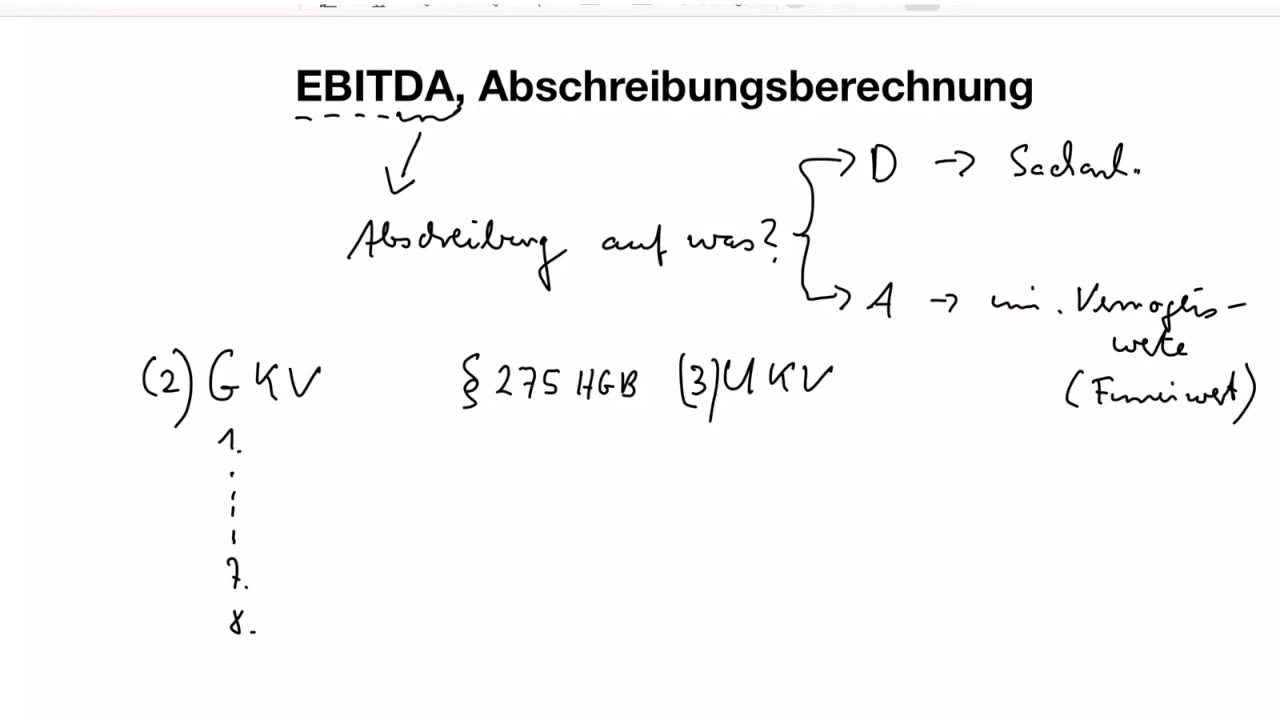 EBITDA, Abschreibungsberechnung
D → Sachanl.
Abschreibung auf was?
A → imm. Vermögens-
werte
(Firmenwert)
(2) GKV § 275 HGB (3) UKV
1.
7.
8.